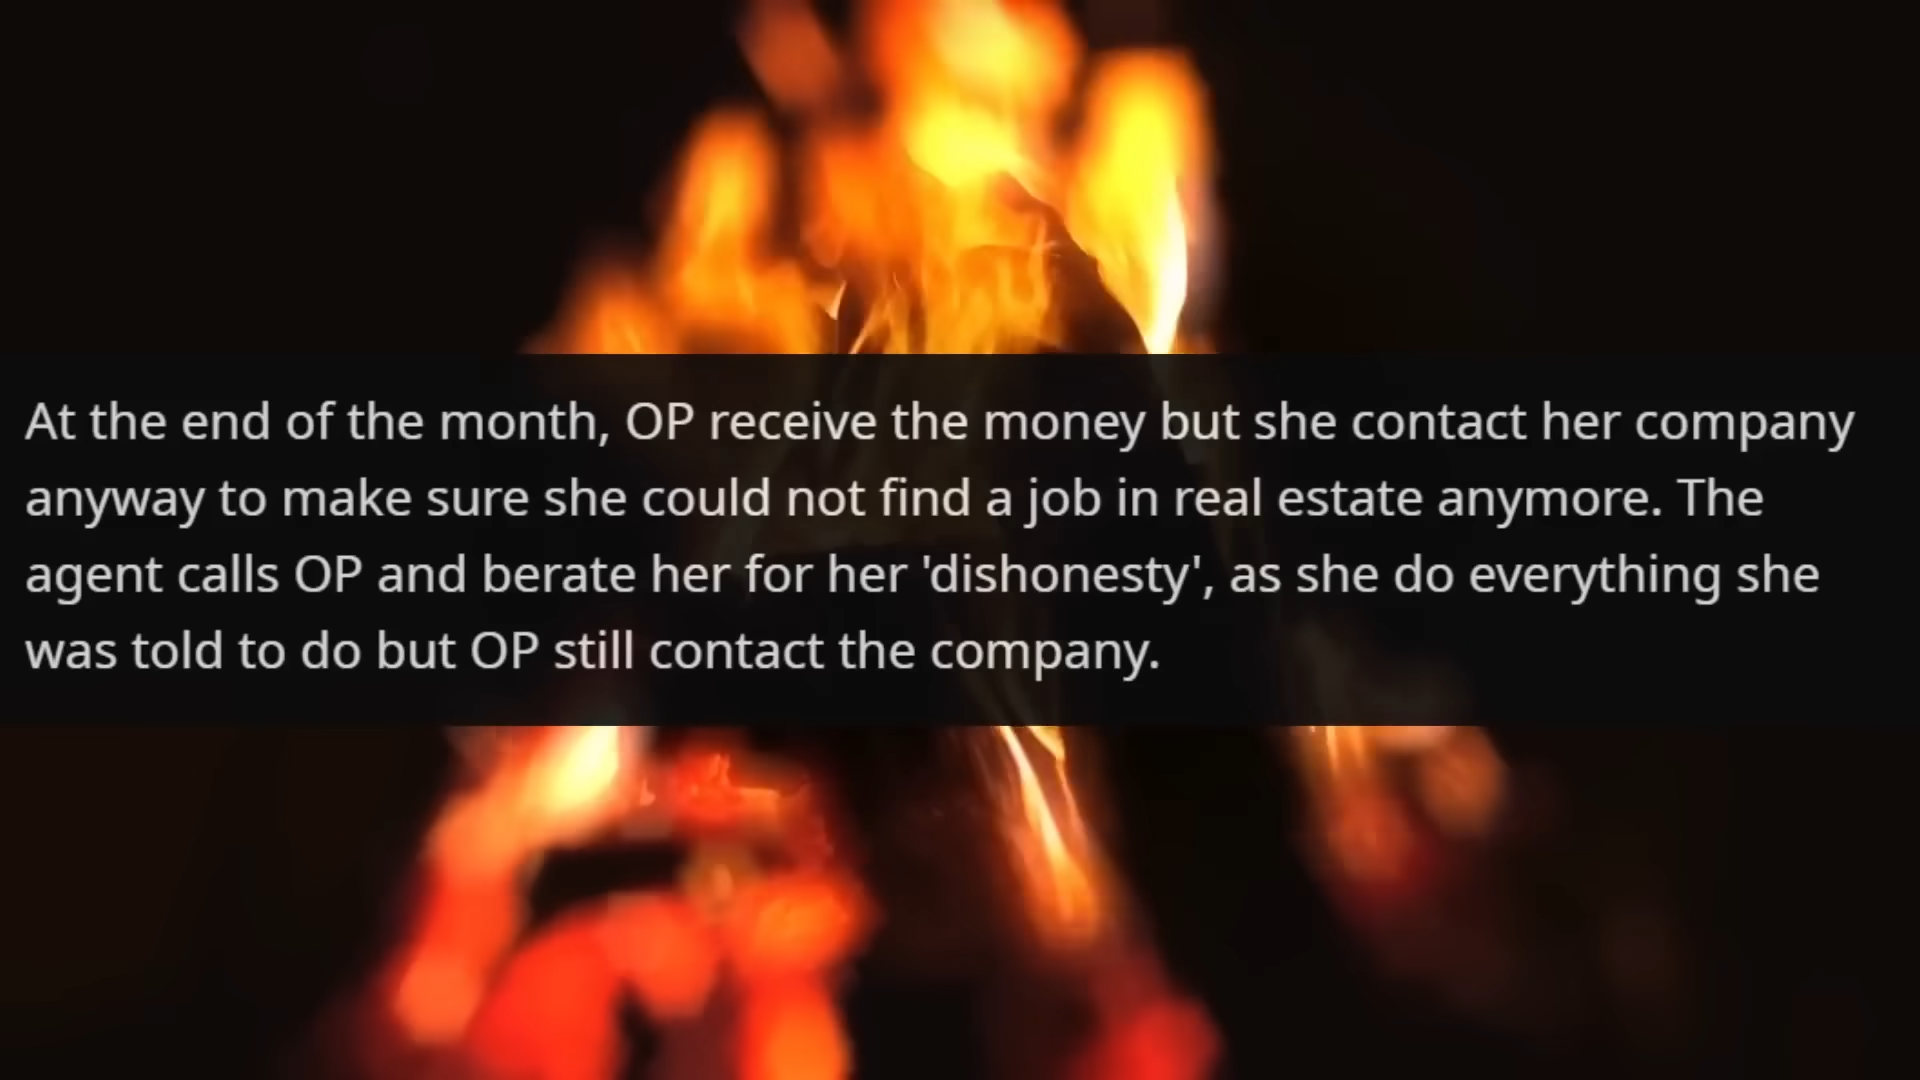 At the end of the month, OP receive the money but she contact her company
anyway to make sure she could not find a job in real estate anymore. The
agent calls OP and berate her for her 'dishonesty', as she do everything she
was told to do but OP still contact the company.